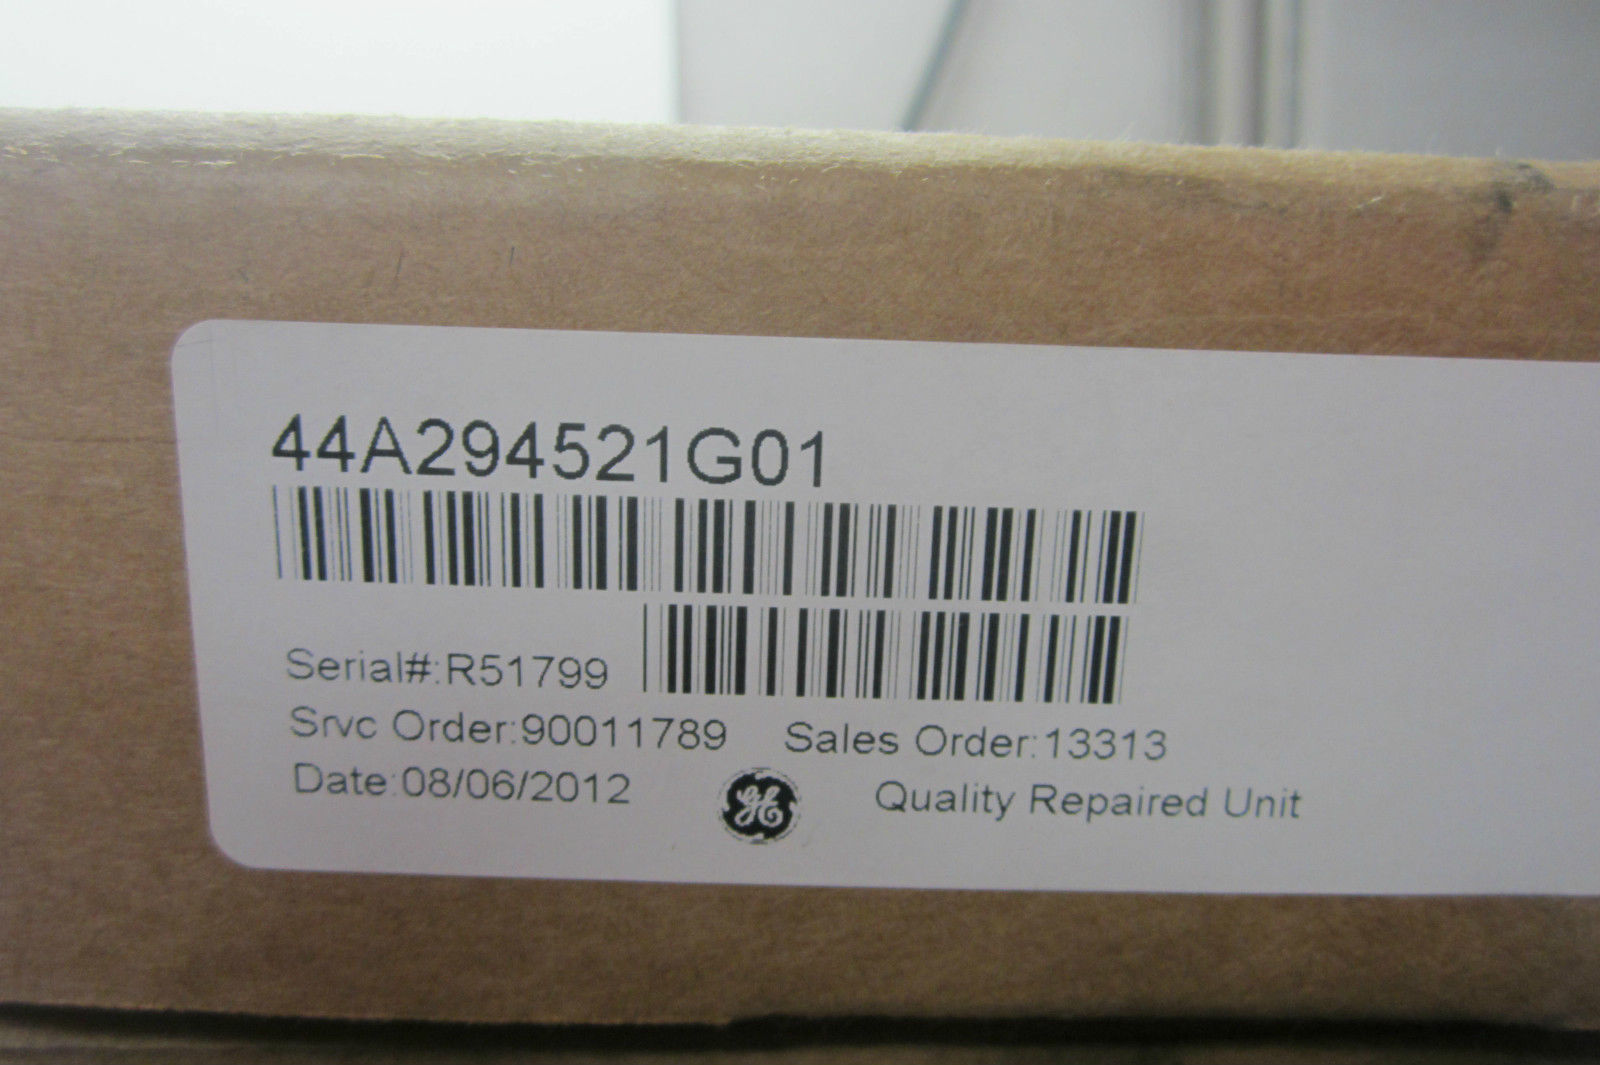 44A294521G01
Serial#:R51799
Srvc Order:90011789 Sales Order:13313
Date:08/06/2012 GE Quality Repaired Unit